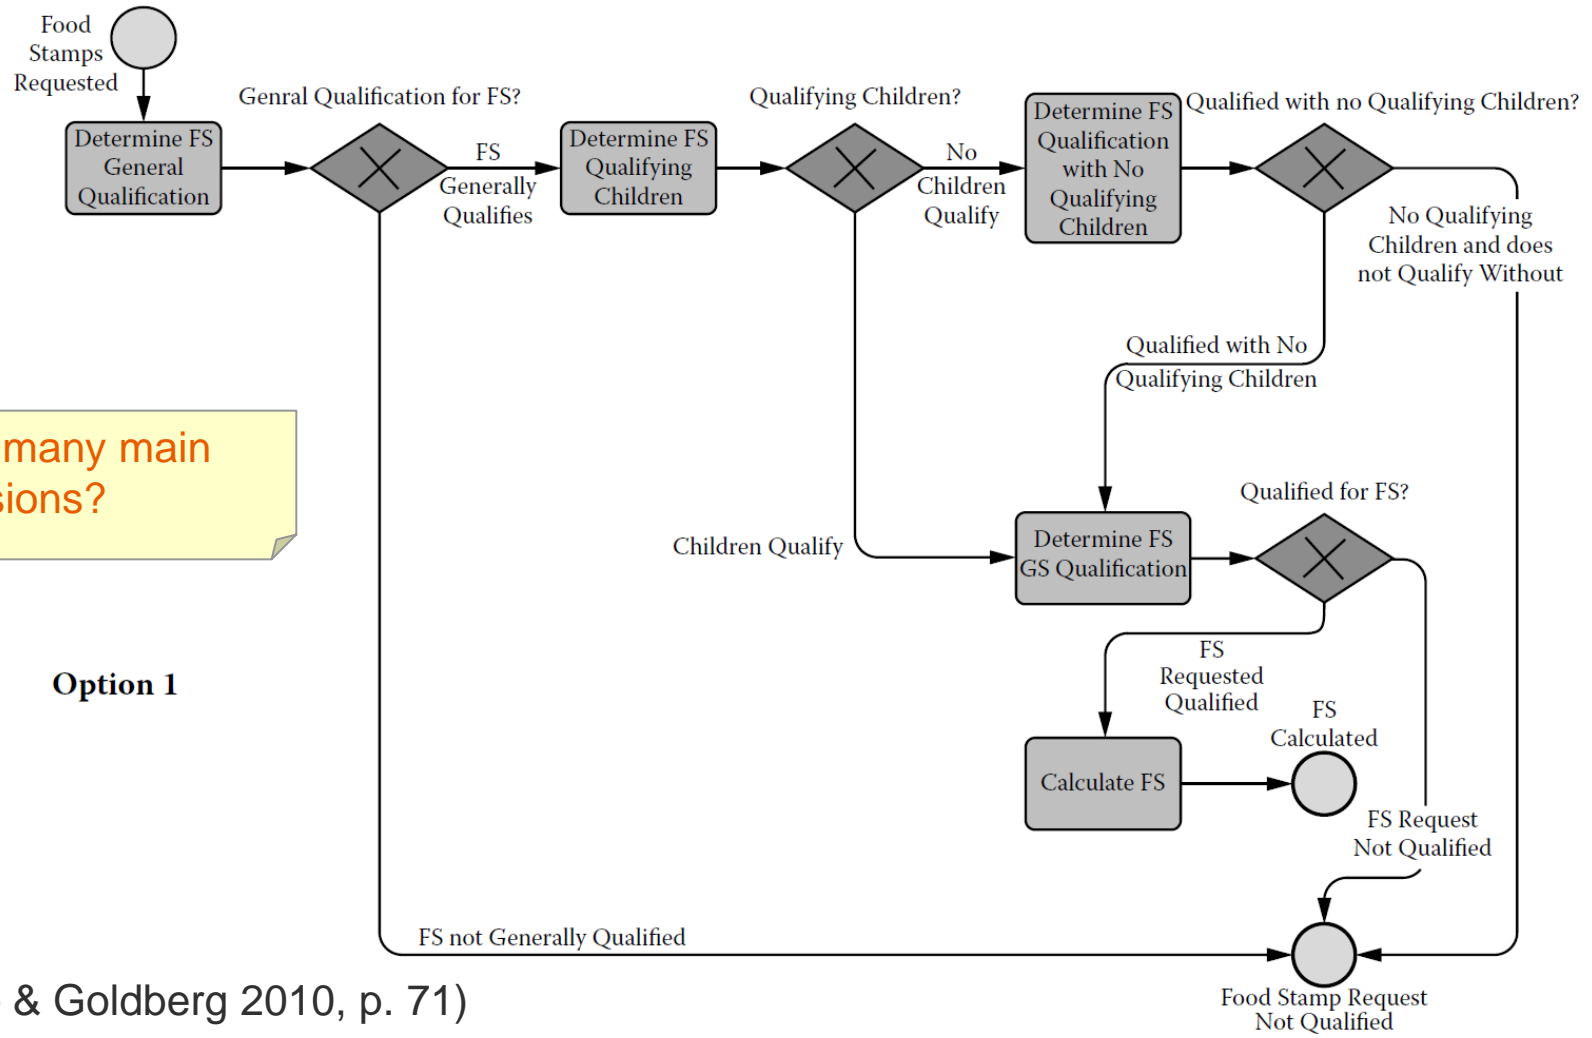 Food
Stamps
Requested
Genral Qualification for FS?
Qualifying Children?
Qualified with no Qualifying Children?
Determine FS
General
Qualification
FS
Generally
Qualifies
Determine FS
Qualifying
Children
No
Children
Qualify
Determine FS
Qualification
with No
Qualifying
Children
No Qualifying
Children and does
not Qualify Without
Qualified with No
Qualifying Children
many main
sions?
Children Qualify
Determine FS
GS Qualification
Qualified for FS?
Option 1
FS
Requested
Qualified
FS
Calculated
Calculate FS
FS Request
Not Qualified
FS not Generally Qualified
Food Stamp Request
Not Qualified
& Goldberg 2010, p. 71)